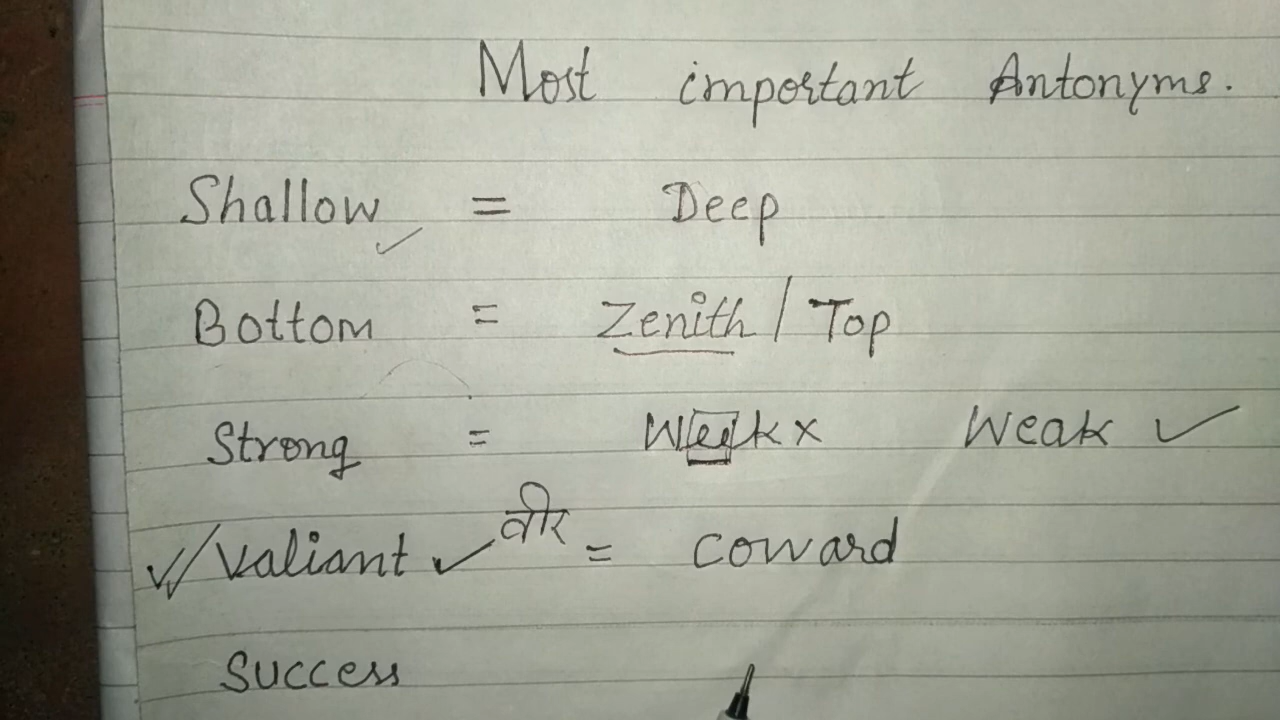 Most important Antonyms.
Shallow = Deep
Bottom = Zenith / Top
Strong = Week x Weak ✓
Valiant ✓ वीर = coward
Success